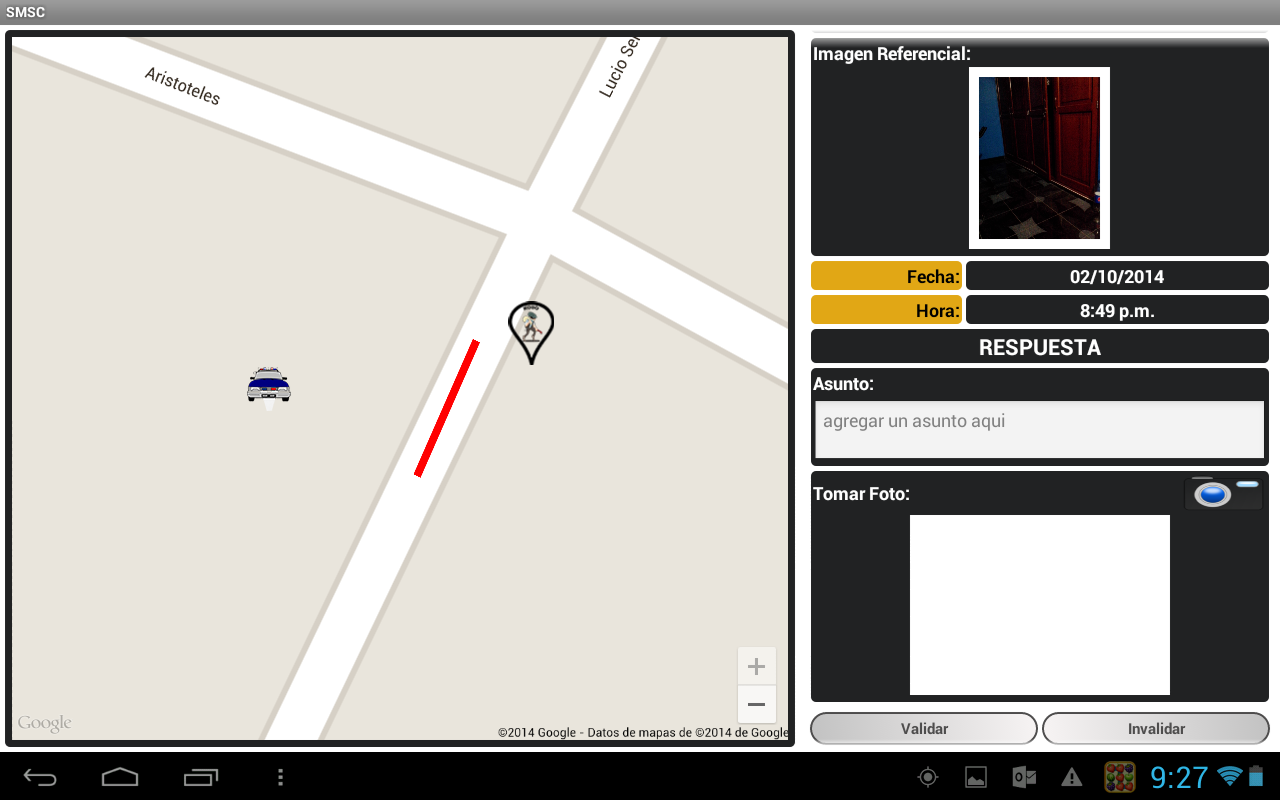 SMSC
Aristoteles
Lucio Ser
Google
©2014 Google - Datos de mapas de ©2014 de Google
Imagen Referencial:
Fecha:
02/10/2014
Hora:
8:49 p.m.
RESPUESTA
Asunto:
agregar un asunto aqui
Tomar Foto:
Validar
Invalidar
9:27